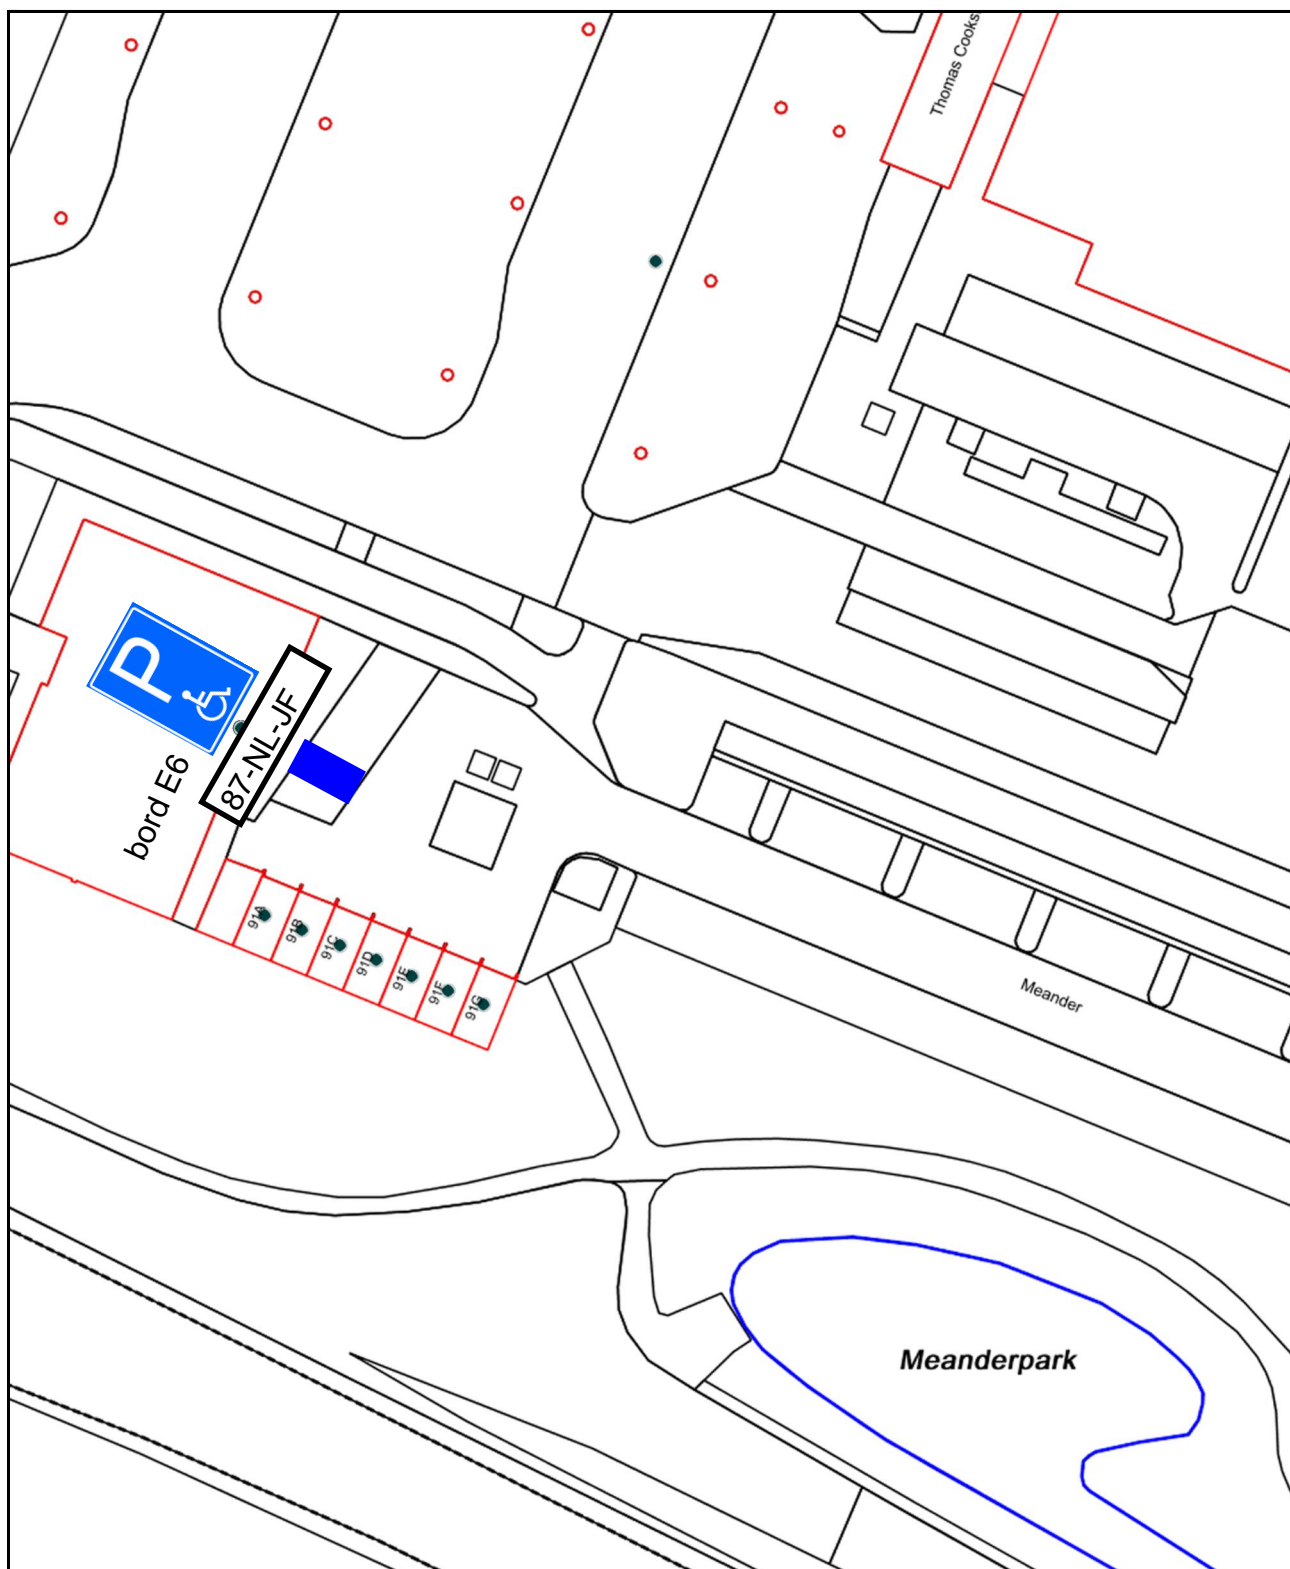 Thomas Cooks
P
87-NL-JF
bord E6
91A
91B
91C
91D
91E
91F
91G
Meander
Meanderpark